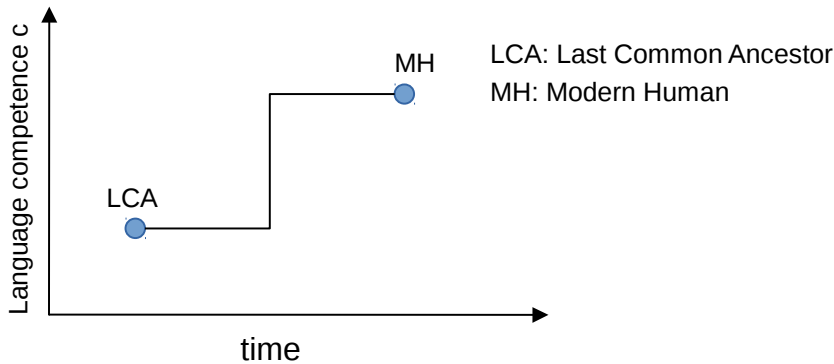 Language competence c
MH
LCA: Last Common Ancestor
MH: Modern Human
LCA
time